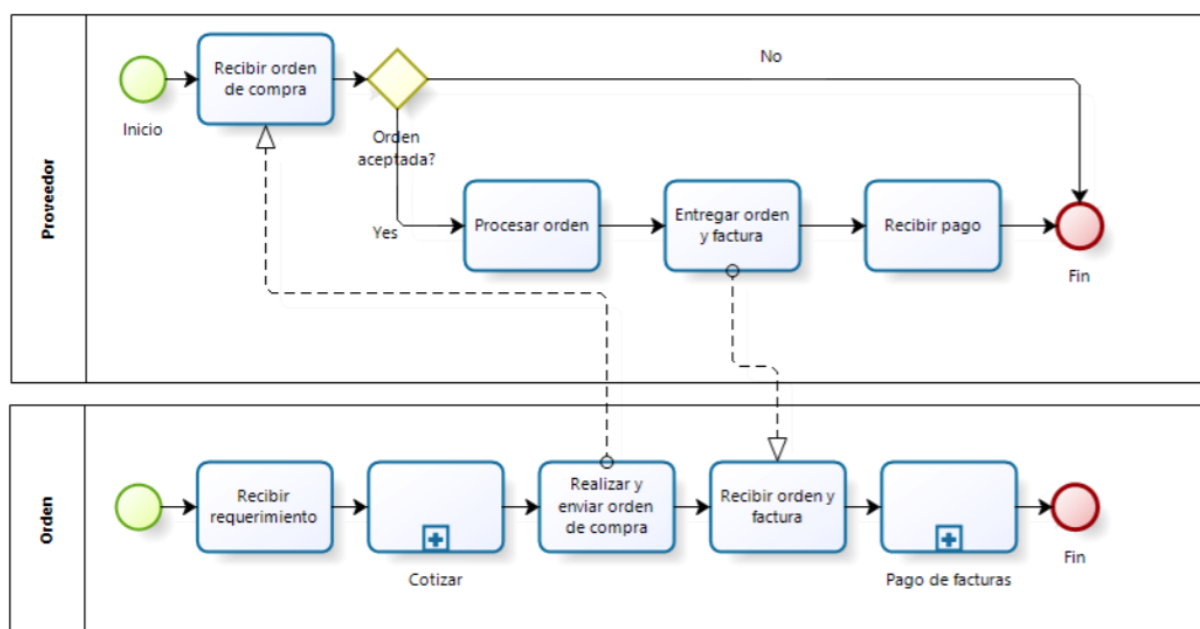 Proveedor
Inicio
Recibir orden
de compra
Orden
aceptada?
No
Yes
Procesar orden
Entregar orden
y factura
Recibir pago
Fin
Orden
Recibir
requerimiento
Cotizar
Realizar y
enviar orden
de compra
Recibir orden y
factura
Pago de facturas
Fin